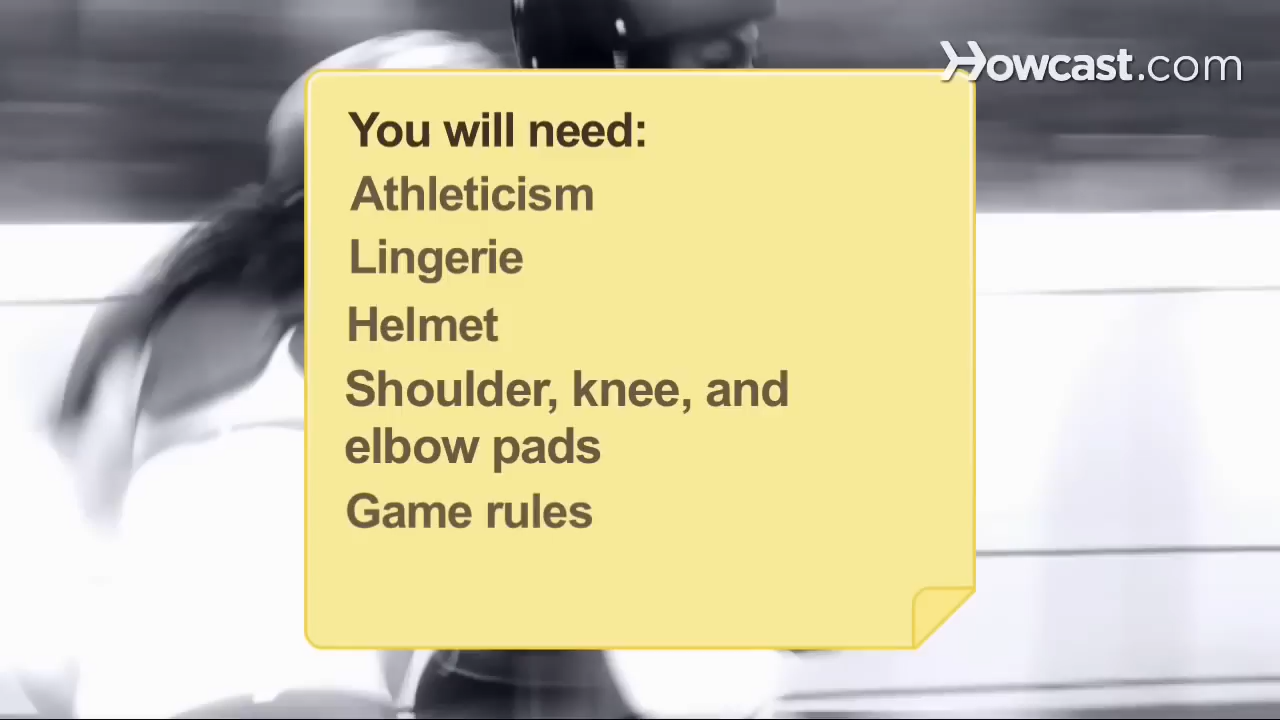 Howcast.com
You will need:
Athleticism
Lingerie
Helmet
Shoulder, knee, and
elbow pads
Game rules